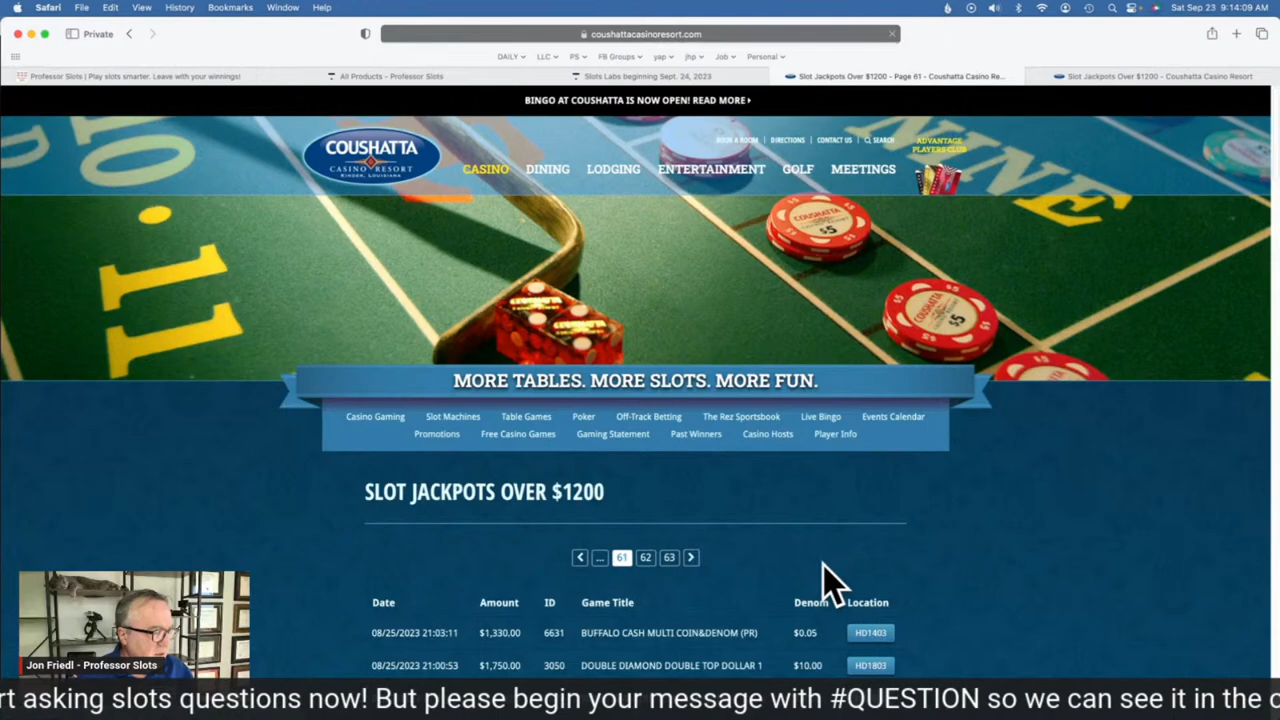 Safari File Edit View History Bookmarks Window Help Sat Sep 23 9:14:09 AM
Private coushattacasinoresort.com
DAILY LLC PS FB Groups yap jhp Job Personal
Professor Slots | Play slots smarter. Leave with your winnings! All Products - Professor Slots Slots Labs beginning Sept. 24, 2023 Slot Jackpots Over $1200 - Page 61 - Coushatta Casino Re... Slot Jackpots Over $1200 - Coushatta Casino Resort
BINGO AT COUSHATTA IS NOW OPEN! READ MORE
BOOK A ROOM | DIRECTIONS | CONTACT US | SEARCH
ADVANTAGE
PLAYERS CLUB
COUSHATTA
CASINO RESORT
KINDER, LOUISIANA
CASINO DINING LODGING ENTERTAINMENT GOLF MEETINGS
$5
COUSHATTA
$5
MORE TABLES. MORE SLOTS. MORE FUN.
Casino Gaming Slot Machines Table Games Poker Off-Track Betting The Rez Sportsbook Live Bingo Events Calendar
Promotions Free Casino Games Gaming Statement Past Winners Casino Hosts Player Info
SLOT JACKPOTS OVER $1200
< ... 61 62 63 >
Date Amount ID Game Title Denom Location
08/25/2023 21:03:11 $1,330.00 6631 BUFFALO CASH MULTI COIN&DENOM (PR) $0.05 HD1403
08/25/2023 21:00:53 $1,750.00 3050 DOUBLE DIAMOND DOUBLE TOP DOLLAR 1 $10.00 HD1803
Jon Friedl - Professor Slots
rt asking slots questions now! But please begin your message with #QUESTION so we can see it in the c